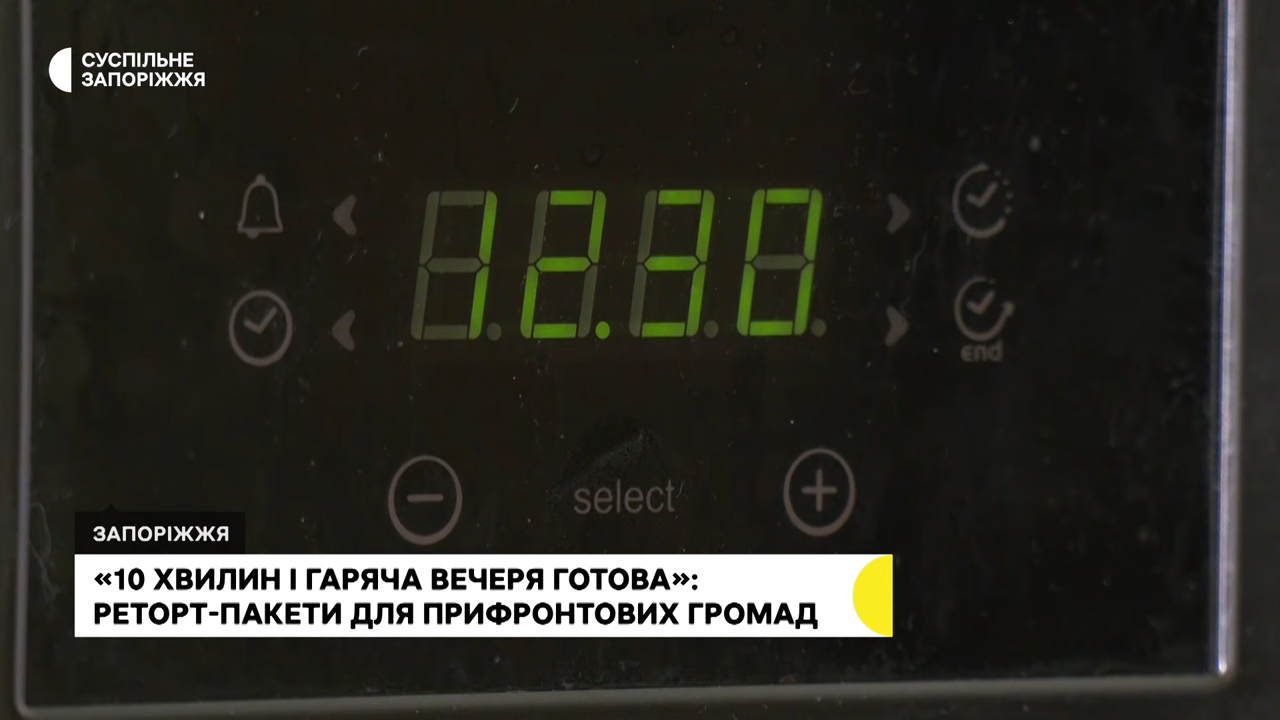 СУСПІЛЬНЕ
ЗАПОРІЖЖЯ
12.30
end
select
ЗАПОРІЖЖЯ
«10 ХВИЛИН І ГАРЯЧА ВЕЧЕРЯ ГОТОВА»:
РЕТОРТ-ПАКЕТИ ДЛЯ ПРИФРОНТОВИХ ГРОМАД